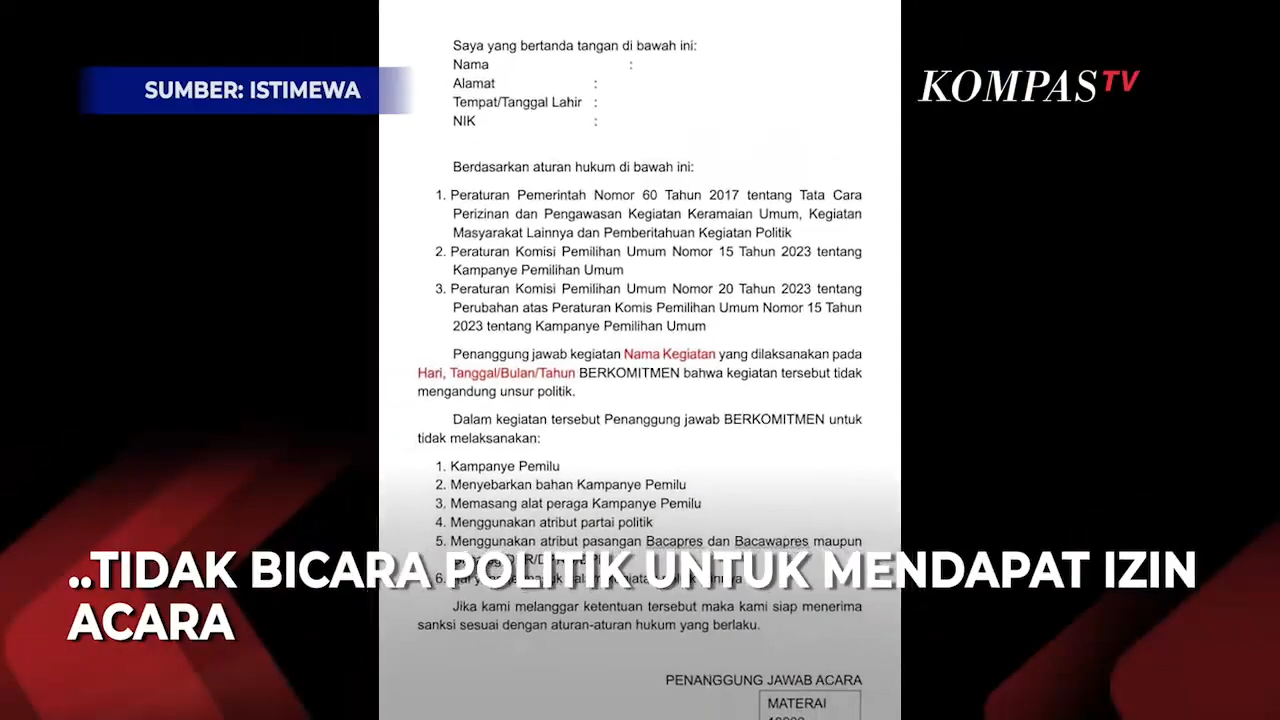 SUMBER: ISTIMEWA
KOMPASTV
Saya yang bertanda tangan di bawah ini:
Nama :
Alamat :
Tempat/Tanggal Lahir :
NIK :
Berdasarkan aturan hukum di bawah ini:
1. Peraturan Pemerintah Nomor 60 Tahun 2017 tentang Tata Cara
Perizinan dan Pengawasan Kegiatan Keramaian Umum, Kegiatan
Masyarakat Lainnya dan Pemberitahuan Kegiatan Politik
2. Peraturan Komisi Pemilihan Umum Nomor 15 Tahun 2023 tentang
Kampanye Pemilihan Umum
3. Peraturan Komisi Pemilihan Umum Nomor 20 Tahun 2023 tentang
Perubahan atas Peraturan Komis Pemilihan Umum Nomor 15 Tahun
2023 tentang Kampanye Pemilihan Umum
Penanggung jawab kegiatan Nama Kegiatan yang dilaksanakan pada
Hari, Tanggal/Bulan/Tahun BERKOMITMEN bahwa kegiatan tersebut tidak
mengandung unsur politik.
Dalam kegiatan tersebut Penanggung jawab BERKOMITMEN untuk
tidak melaksanakan:
1. Kampanye Pemilu
2. Menyebarkan bahan Kampanye Pemilu
3. Memasang alat peraga Kampanye Pemilu
4. Menggunakan atribut partai politik
5. Menggunakan atribut pasangan Bacapres dan Bacawapres maupun
6.
..TIDAK BICARA POLITIK UNTUK MENDAPAT IZIN
ACARA
Jika kami melanggar ketentuan tersebut maka kami siap menerima
sanksi sesuai dengan aturan-aturan hukum yang berlaku.
PENANGGUNG JAWAB ACARA
MATERAI